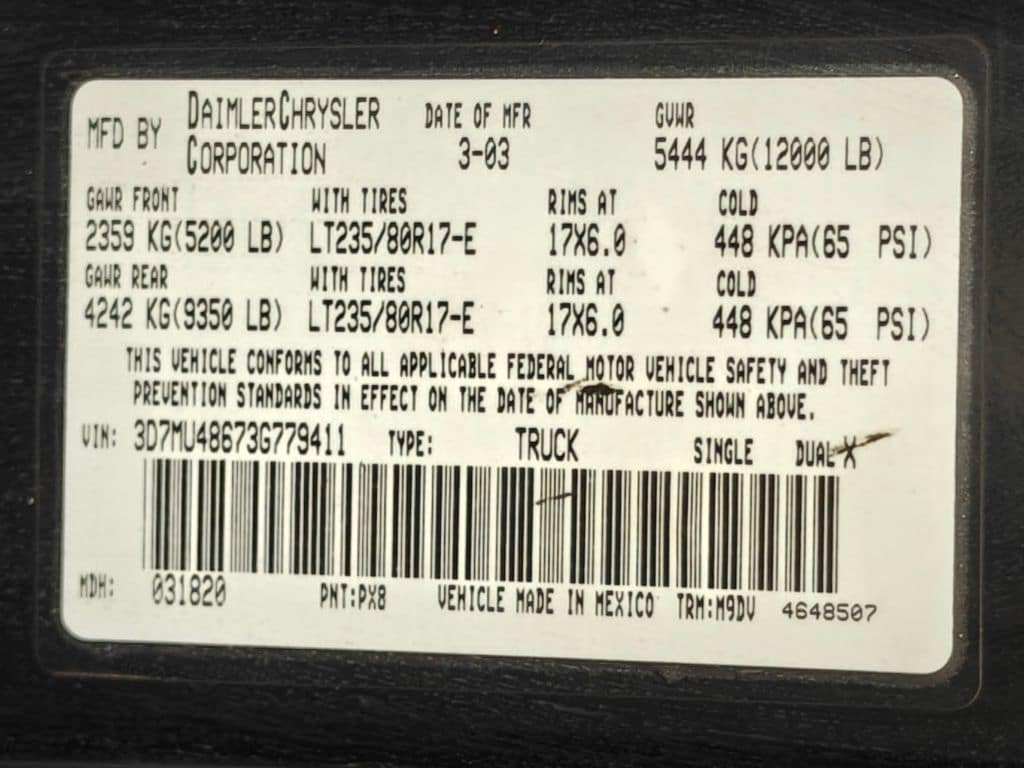 MFD BY DAIMLERCHRYSLER CORPORATION DATE OF MFR 3-03 GVWR 5444 KG(12000 LB)
GAWR FRONT WITH TIRES RIMS AT COLD
2359 KG(5200 LB) LT235/80R17-E 17X6.0 448 KPA(65 PSI)
GAWR REAR WITH TIRES RIMS AT COLD
4242 KG(9350 LB) LT235/80R17-E 17X6.0 448 KPA(65 PSI)
THIS VEHICLE CONFORMS TO ALL APPLICABLE FEDERAL MOTOR VEHICLE SAFETY AND THEFT
PREVENTION STANDARDS IN EFFECT ON THE DATE OF MANUFACTURE SHOWN ABOVE.
VIN: 3D7MU48673G779411 TYPE: TRUCK SINGLE DUAL X
MDH: 031820 PNT:PX8 VEHICLE MADE IN MEXICO TRM:M9DV 4648507